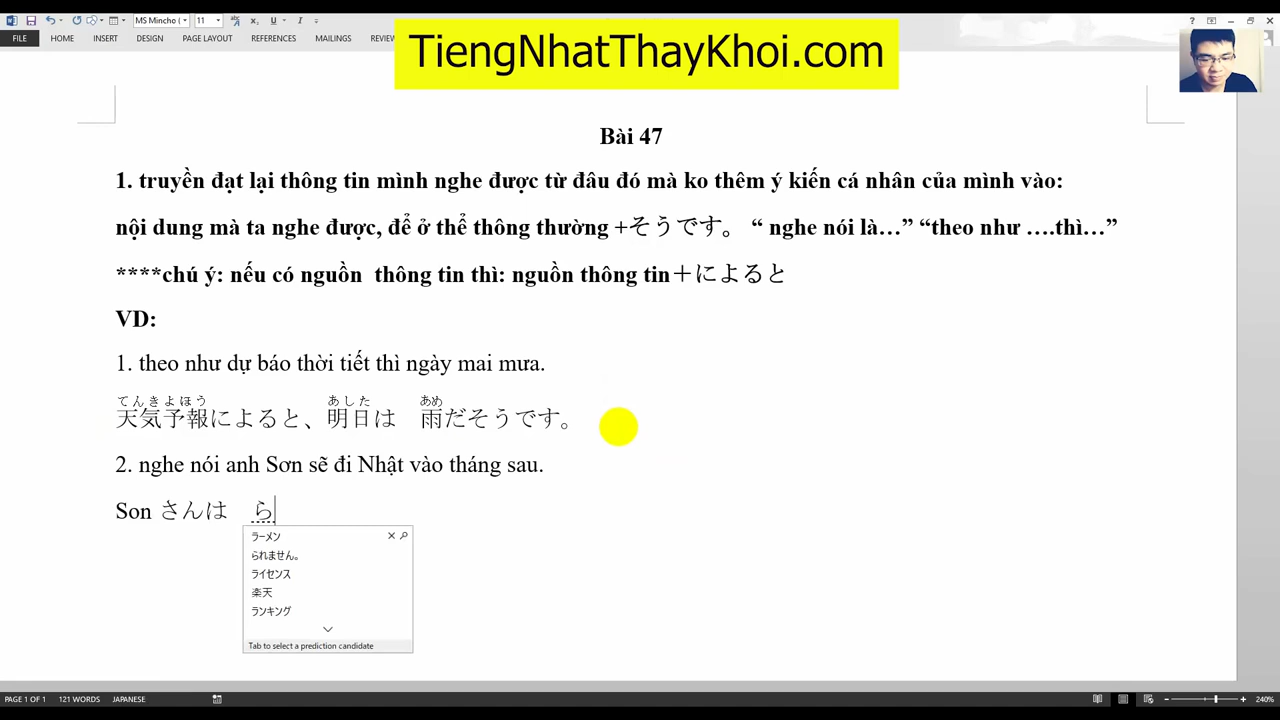 MS Mincho (
11
FILE
HOME
INSERT
DESIGN
PAGE LAYOUT
REFERENCES
MAILINGS
TiengNhatThayKhoi.com
Bài 47
1. truyền đạt lại thông tin mình nghe được từ đâu đó mà ko thêm ý kiến cá nhân của mình vào:
nội dung mà ta nghe được, để ở thể thông thường +そうです。 “ nghe nói là…” “theo như ….thì…”
****chú ý: nếu có nguồn thông tin thì: nguồn thông tin＋によると
VD:
1. theo như dự báo thời tiết thì ngày mai mưa.
てんきよほう あした あめ
天気予報によると、明日は 雨だそうです。
2. nghe nói anh Sơn sẽ đi Nhật vào tháng sau.
Son さんは ら
ラーメン
られません。
ライセンス
楽天
ランキング
Tab to select a prediction candidate
PAGE 1 OF 1 121 WORDS JAPANESE
240%